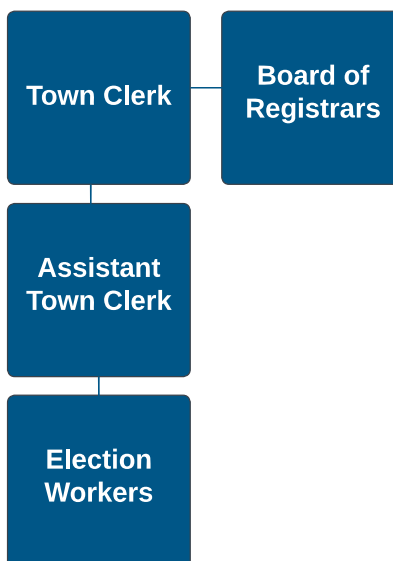 Town Clerk
Board of
Registrars
Assistant
Town Clerk
Election
Workers